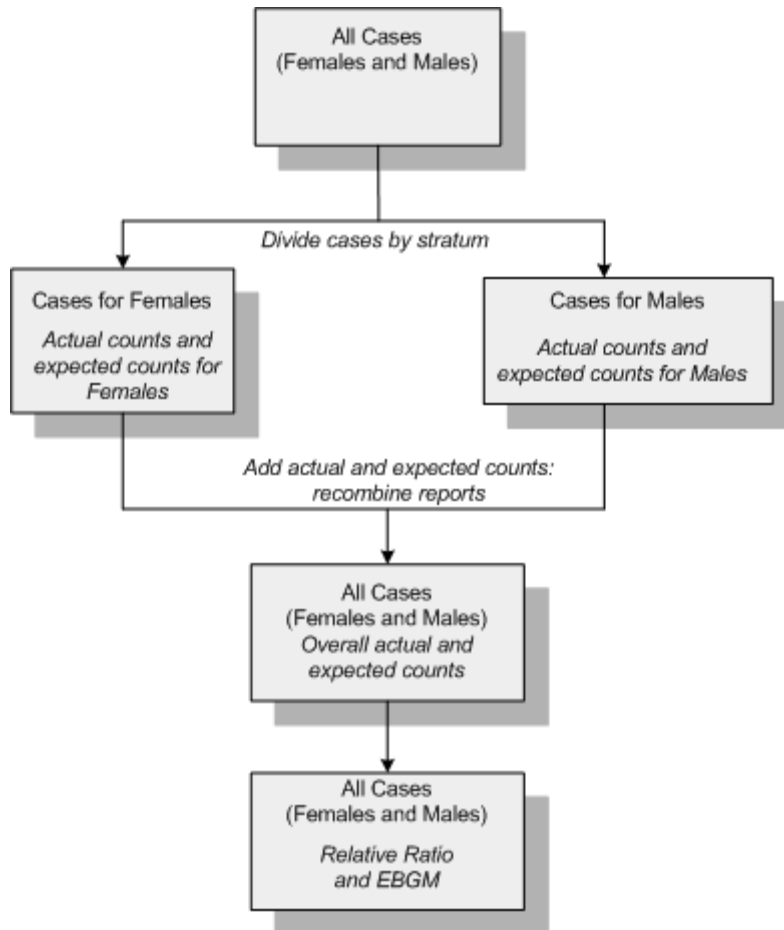 All Cases
(Females and Males)
Divide cases by stratum
Cases for Females
Actual counts and
expected counts for
Females
Cases for Males
Actual counts and
expected counts for Males
Add actual and expected counts:
recombine reports
All Cases
(Females and Males)
Overall actual and
expected counts
All Cases
(Females and Males)
Relative Ratio
and EBGM